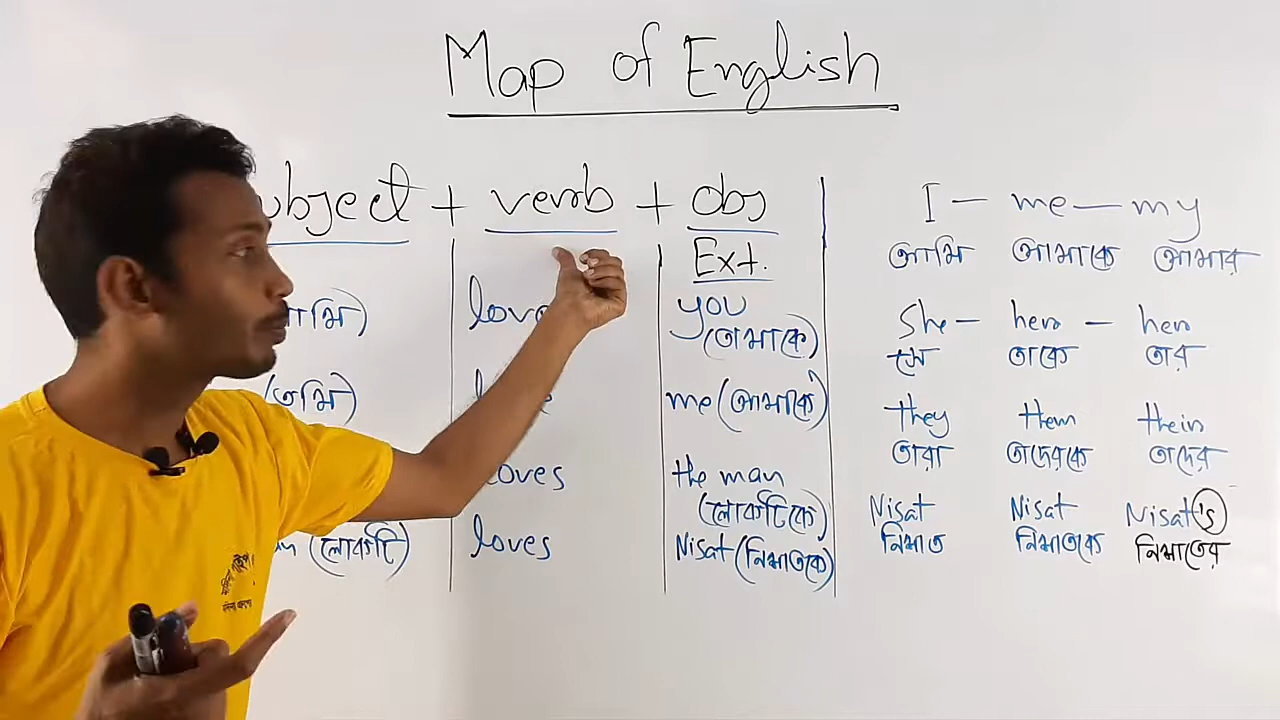 Map of English
ubject + verb + obj
Ext.
love you
(তোমাকে)
(তুমি) me (আমাকে)
loves the man
(লোকটিকে)
(লোকটি) loves Nisat (নিশাতকে)
I — me — my
আমি আমাকে আমার
She — her — her
সে তাকে তার
they them their
তারা তাদেরকে তাদের
Nisat Nisat Nisat's
নিশাত নিশাতকে নিশাতের